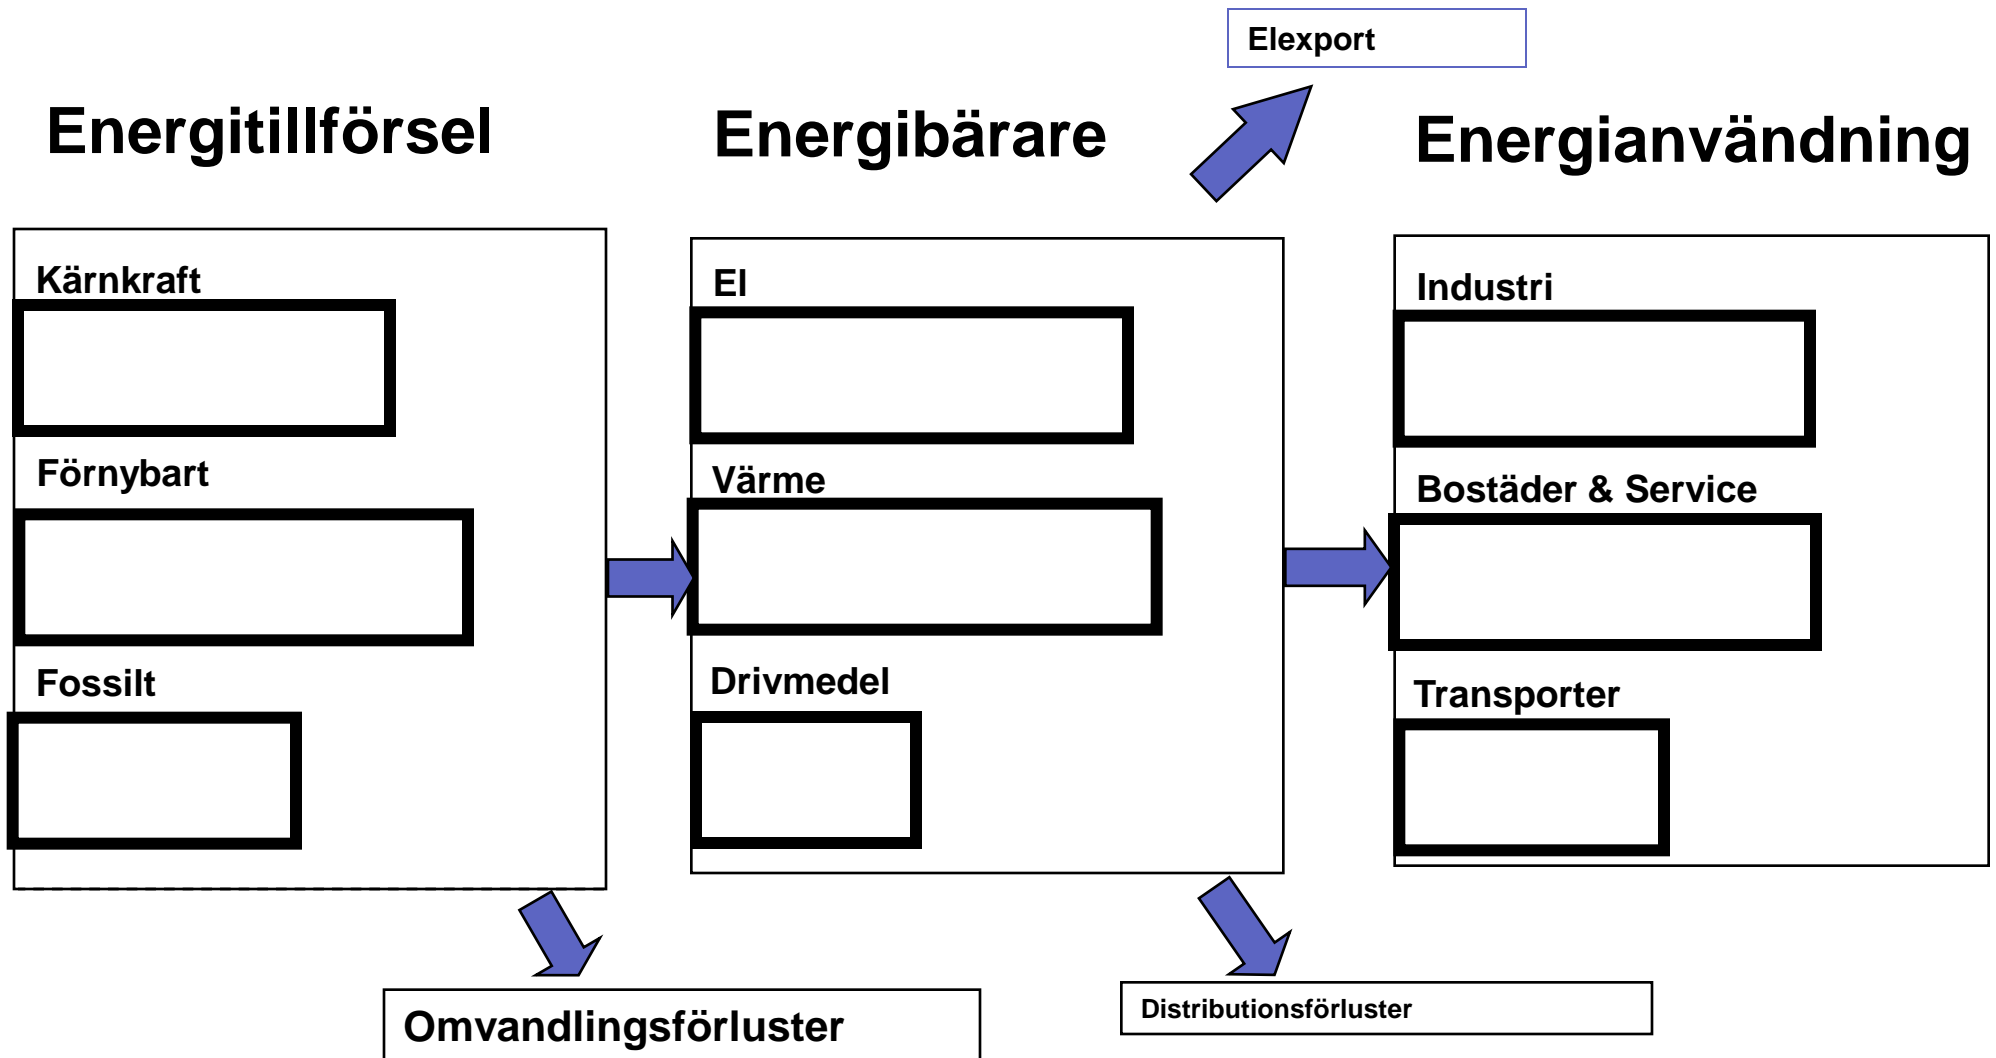 Elexport
Energitillförsel
Energibärare
Energianvändning
Kärnkraft
Förnybart
Fossilt
El
Värme
Drivmedel
Industri
Bostäder & Service
Transporter
Omvandlingsförluster
Distributionsförluster